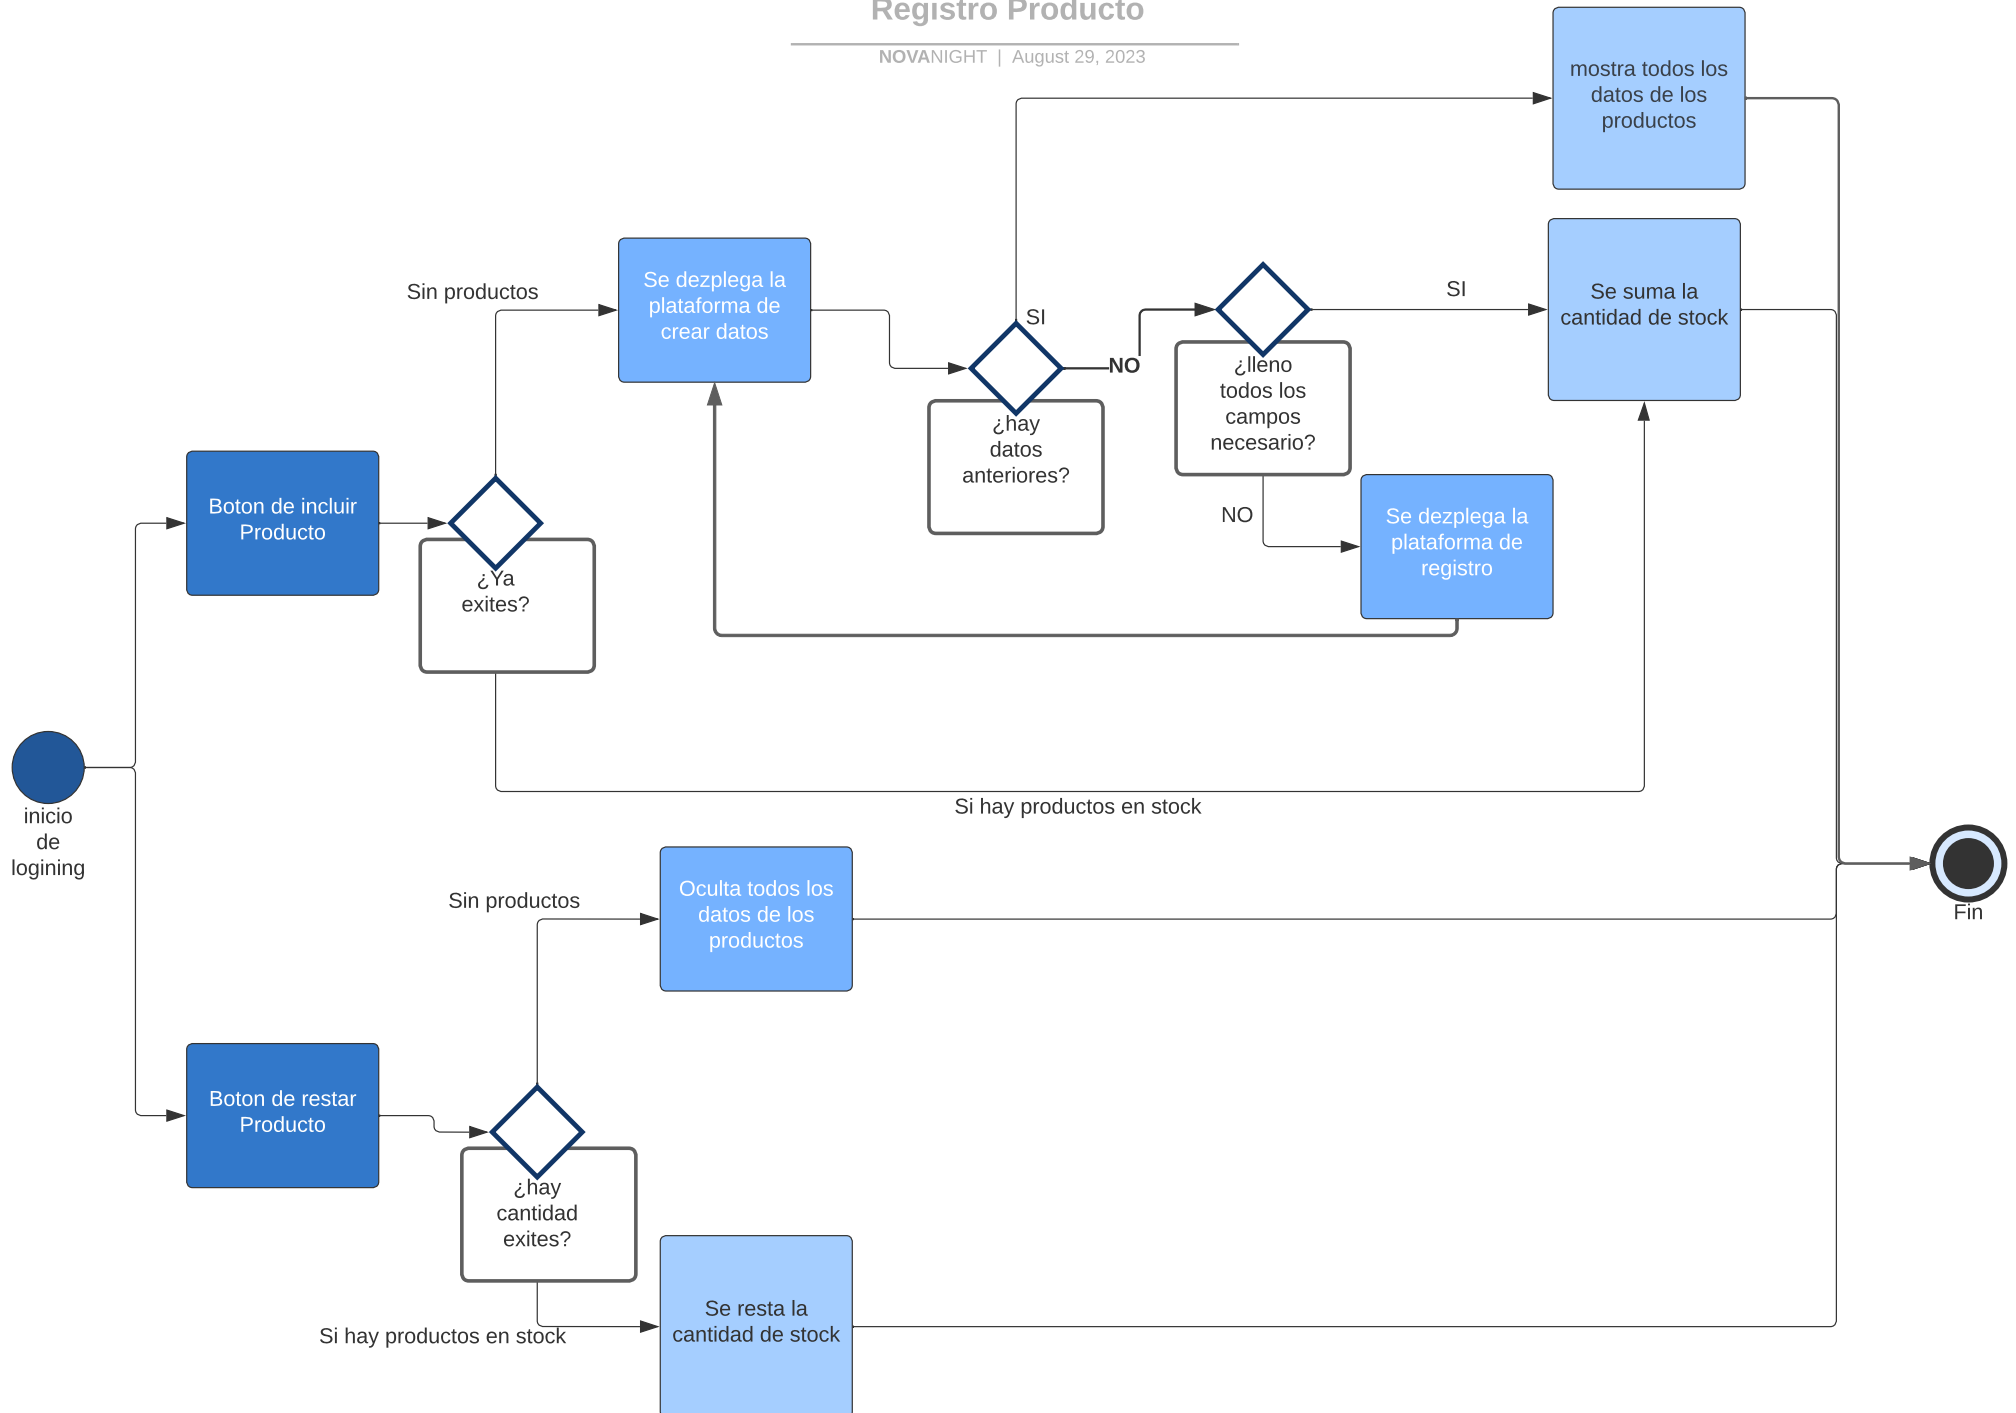 Registro Producto
NOVANIGHT | August 29, 2023
mostra todos los
datos de los
productos
Sin productos
Se dezplega la
plataforma de
crear datos
SI
NO
¿hay
datos
anteriores?
¿lleno
todos los
campos
necesario?
SI
Se suma la
cantidad de stock
NO
Se dezplega la
plataforma de
registro
Boton de incluir
Producto
¿Ya
exites?
Si hay productos en stock
inicio
de
logining
Sin productos
Oculta todos los
datos de los
productos
Fin
Boton de restar
Producto
¿hay
cantidad
exites?
Si hay productos en stock
Se resta la
cantidad de stock